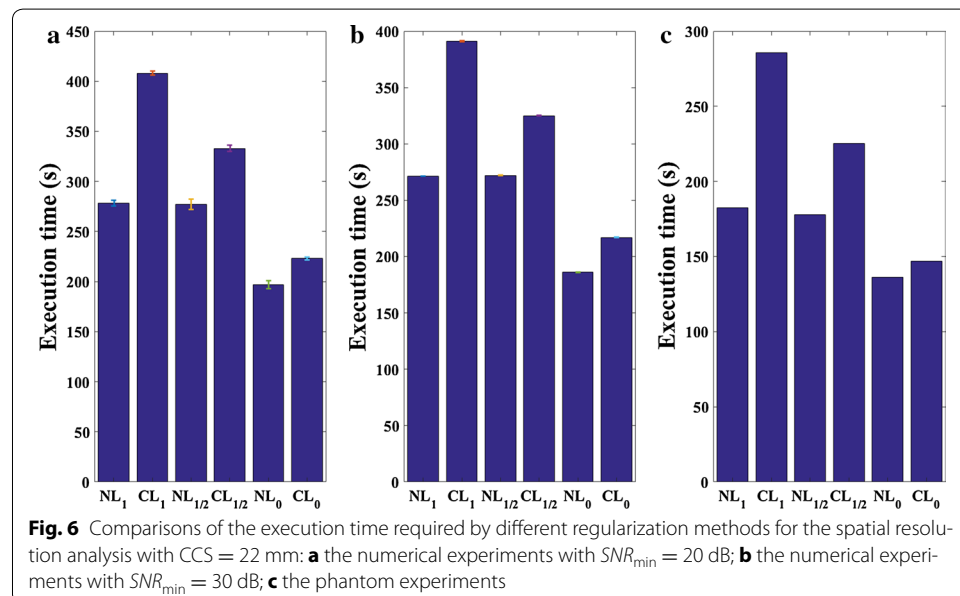 a
Execution time (s)
450
400
350
300
250
200
150
100
50
0
NL1 CL1 NL1/2 CL1/2 NL0 CL0
b
Execution time (s)
400
350
300
250
200
150
100
50
0
NL1 CL1 NL1/2 CL1/2 NL0 CL0
c
Execution time (s)
300
250
200
150
100
50
0
NL1 CL1 NL1/2 CL1/2 NL0 CL0
Fig. 6 Comparisons of the execution time required by different regularization methods for the spatial resolu-
tion analysis with CCS = 22 mm: a the numerical experiments with SNRmin = 20 dB; b the numerical experi-
ments with SNRmin = 30 dB; c the phantom experiments